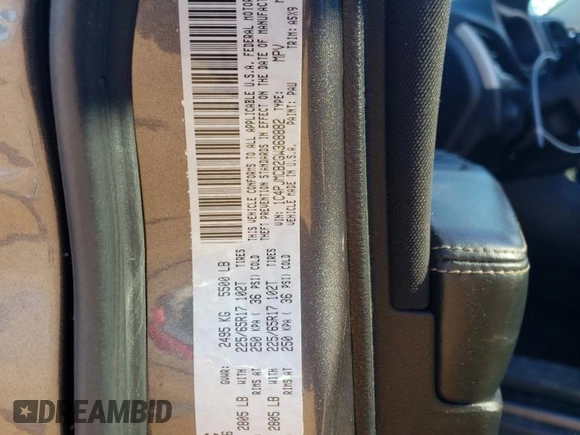 GVWR: 2495 KG 5500 LB
2805 LB WITH 225/65R17 102T TIRES
RIMS AT 250 KPA ( 36 PSI) COLD
2805 LB WITH 225/65R17 102T TIRES
RIMS AT 250 KPA ( 36 PSI) COLD
THIS VEHICLE CONFORMS TO ALL APPLICABLE U.S.A. FEDERAL MOTOR
THEFT PREVENTION STANDARDS IN EFFECT ON THE DATE OF MANUFACT
VIN: 1C4PJMCB2GW368882 TYPE: MPV
VEHICLE MADE IN U.S.A. PAINT: PAU TRIM: A5X9
DREAMBID